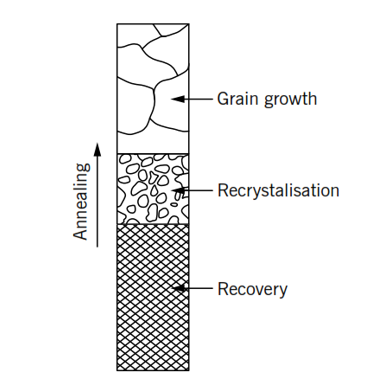 Grain growth
Annealing
Recrystalisation
Recovery